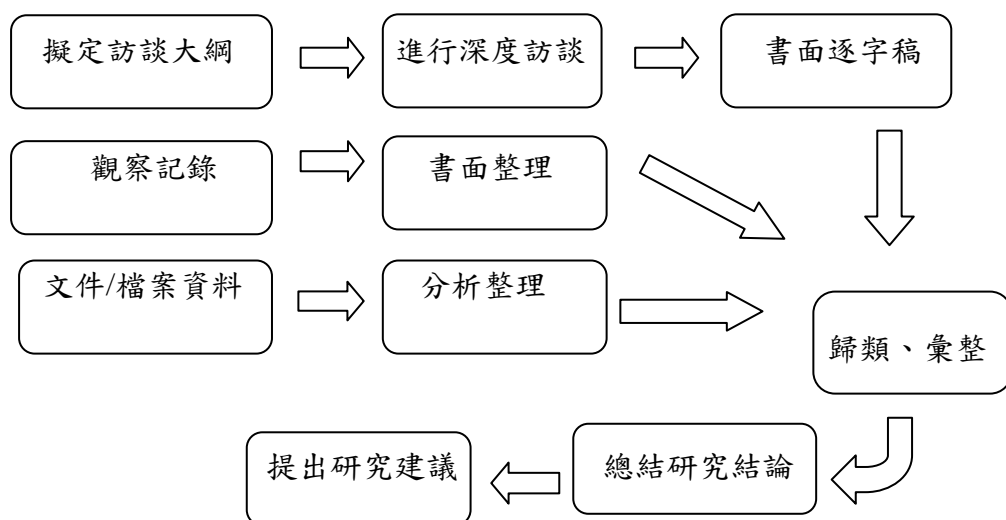 擬定訪談大綱
進行深度訪談
書面逐字稿
觀察記錄
書面整理
文件/檔案資料
分析整理
歸類、彙整
提出研究建議
總結研究結論